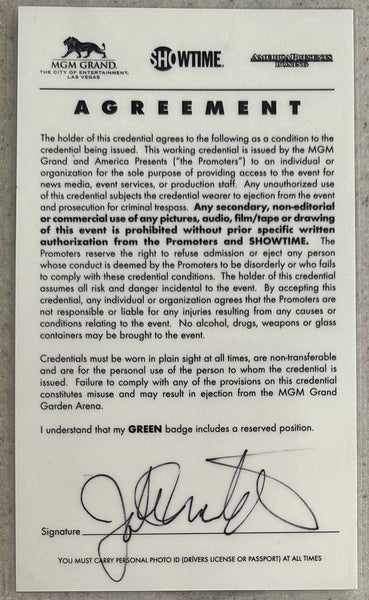 MGM GRAND.
THE CITY OF ENTERTAINMENT.
LAS VEGAS
SHOWTIME
AMERICA PRESENTS
BOXING
AGREEMENT
The holder of this credential agrees to the following as a condition to the
credential being issued. This working credential is issued by the MGM
Grand and America Presents ("the Promoters") to an individual or
organization for the sole purpose of providing access to the event for
news media, event services, or production staff. Any unauthorized use
of this credential subjects the credential wearer to ejection from the event
and prosecution for criminal trespass. Any secondary, non-editorial
or commercial use of any pictures, audio, film/tape or drawing
of this event is prohibited without prior specific written
authorization from the Promoters and SHOWTIME. The
Promoters reserve the right to refuse admission or eject any person
whose conduct is deemed by the Promoters to be disorderly or who fails
to comply with these credential conditions. The holder of this credential
assumes all risk and danger incidental to the event. By accepting this
credential, any individual or organization agrees that the Promoters are
not responsible or liable for any injuries resulting from any causes or
conditions relating to the event. No alcohol, drugs, weapons or glass
containers may be brought to the event.
Credentials must be worn in plain sight at all times, are non-transferable
and are for the personal use of the person to whom the credential is
issued. Failure to comply with any of the provisions on this credential
constitutes misuse and may result in ejection from the MGM Grand
Garden Arena.
I understand that my GREEN badge includes a reserved position.
Signature
YOU MUST CARRY PERSONAL PHOTO ID (DRIVERS LICENSE OR PASSPORT) AT ALL TIMES